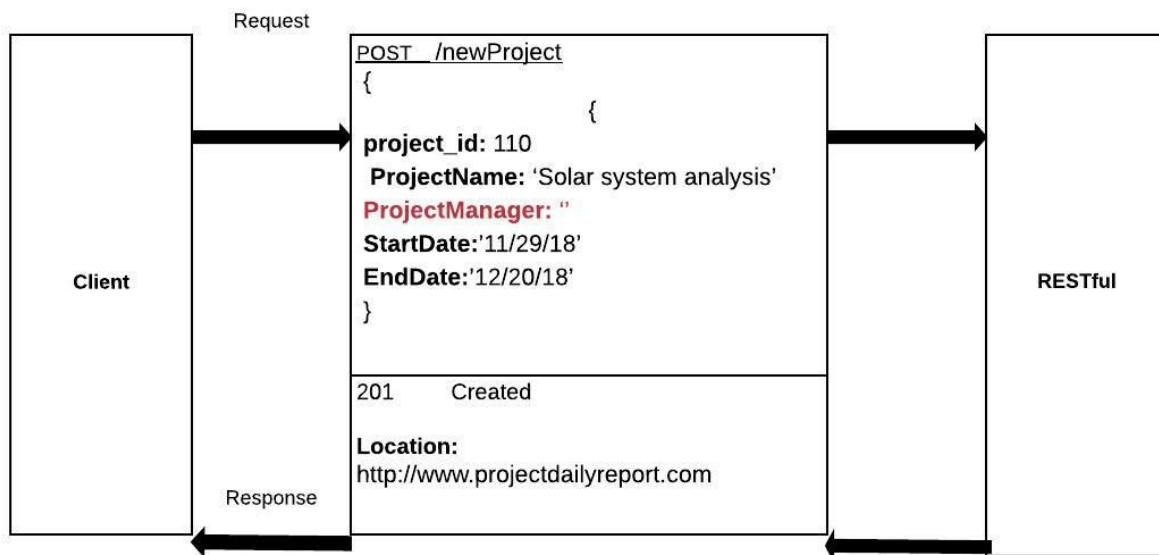 Request
POST /newProject
{
{
project_id: 110
ProjectName: ‘Solar system analysis’
ProjectManager: ‘’
StartDate:’11/29/18’
EndDate:’12/20/18’
}
Client
RESTful
201 Created
Location:
http://www.projectdailyreport.com
Response